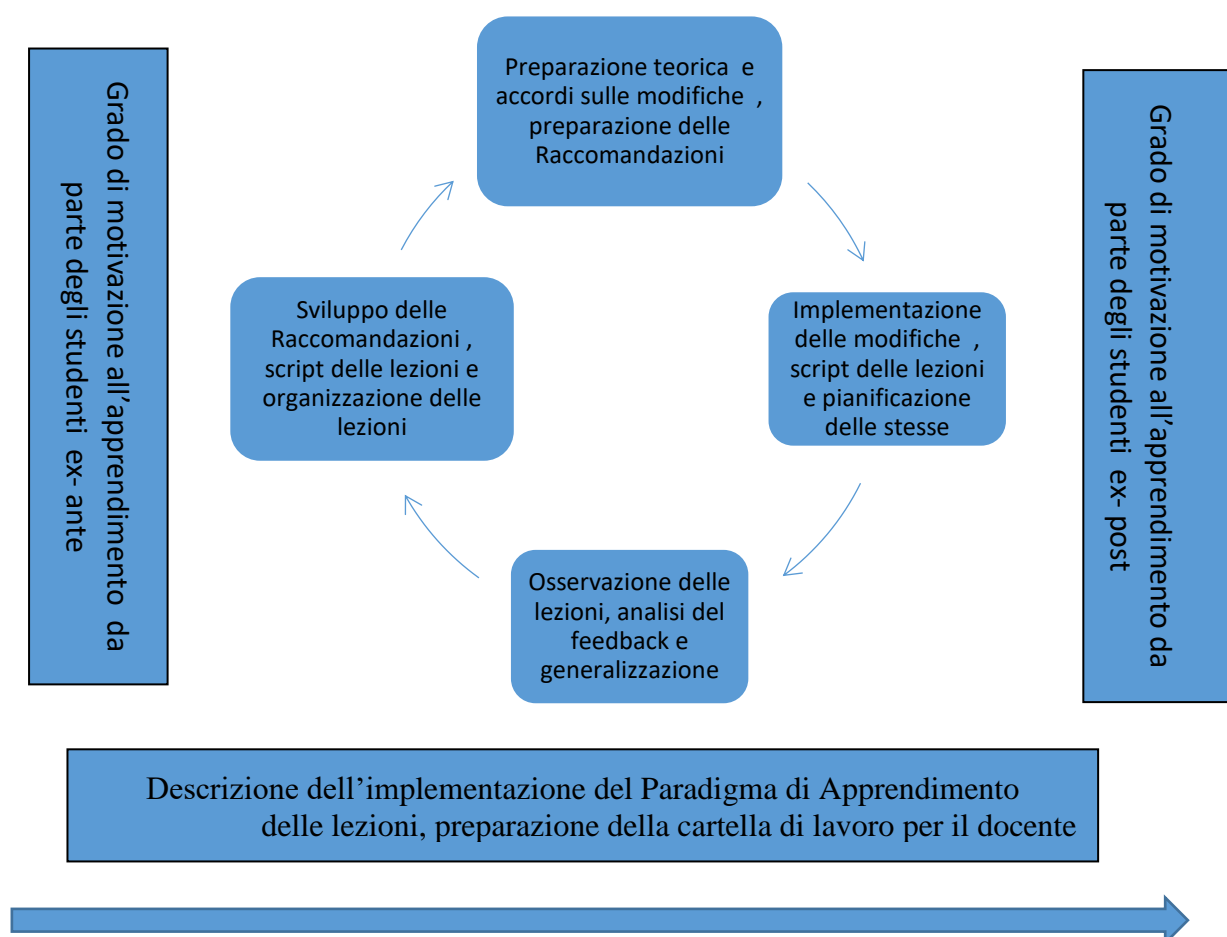 Grado di motivazione all’apprendimento da
parte degli studenti ex- ante
Preparazione teorica e
accordi sulle modifiche ,
preparazione delle
Raccomandazioni
Implementazione
delle modifiche ,
script delle lezioni
e pianificazione
delle stesse
Osservazione delle
lezioni, analisi del
feedback e
generalizzazione
Sviluppo delle
Raccomandazioni ,
script delle lezioni e
organizzazione delle
lezioni
Grado di motivazione all’apprendimento da
parte degli studenti ex- post
Descrizione dell’implementazione del Paradigma di Apprendimento
delle lezioni, preparazione della cartella di lavoro per il docente